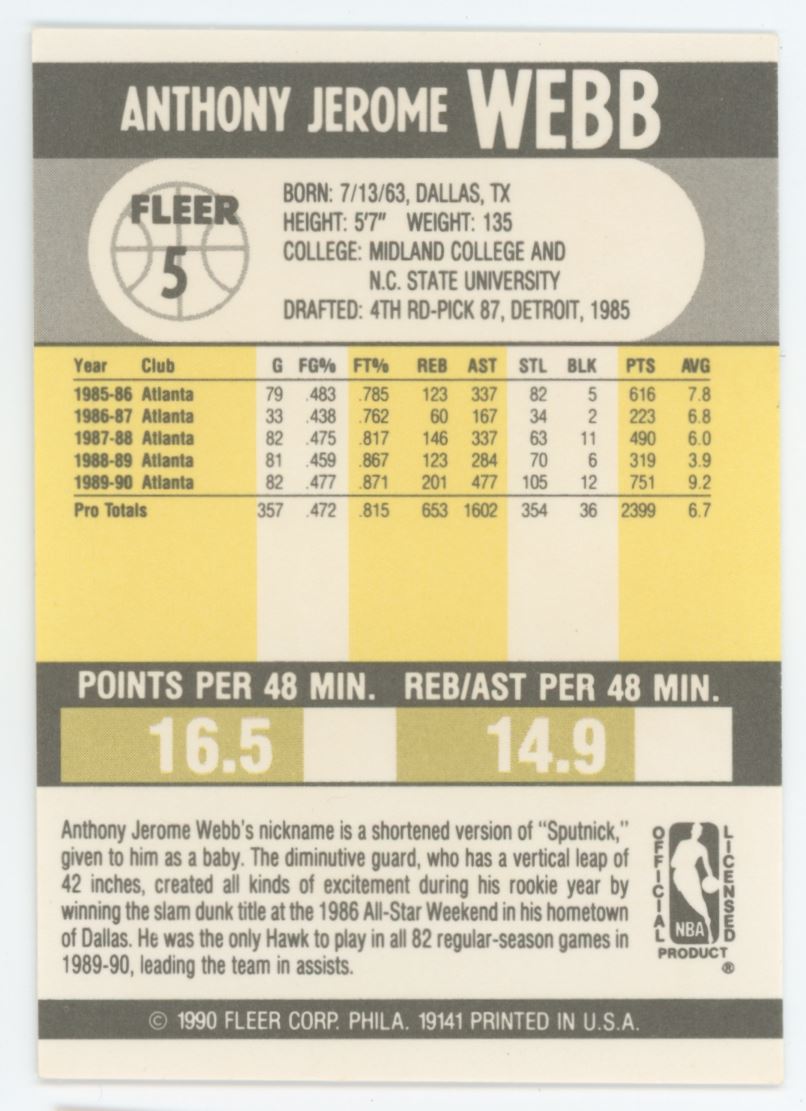 ANTHONY JEROME WEBB
FLEER
5
BORN: 7/13/63, DALLAS, TX
HEIGHT: 5'7" WEIGHT: 135
COLLEGE: MIDLAND COLLEGE AND
N.C. STATE UNIVERSITY
DRAFTED: 4TH RD-PICK 87, DETROIT, 1985
Year Club G FG% FT% REB AST STL BLK PTS AVG
1985-86 Atlanta 79 .483 .785 123 337 82 5 616 7.8
1986-87 Atlanta 33 .438 .762 60 167 34 2 223 6.8
1987-88 Atlanta 82 .475 .817 146 337 63 11 490 6.0
1988-89 Atlanta 81 .459 .867 123 284 70 6 319 3.9
1989-90 Atlanta 82 .477 .871 201 477 105 12 751 9.2
Pro Totals 357 .472 .815 653 1602 354 36 2399 6.7
POINTS PER 48 MIN. REB/AST PER 48 MIN.
16.5 14.9
Anthony Jerome Webb's nickname is a shortened version of "Sputnick,"
given to him as a baby. The diminutive guard, who has a vertical leap of
42 inches, created all kinds of excitement during his rookie year by
winning the slam dunk title at the 1986 All-Star Weekend in his hometown
of Dallas. He was the only Hawk to play in all 82 regular-season games in
1989-90, leading the team in assists.
OFFICIAL
LICENSED
NBA
PRODUCT
®
© 1990 FLEER CORP. PHILA. 19141 PRINTED IN U.S.A.